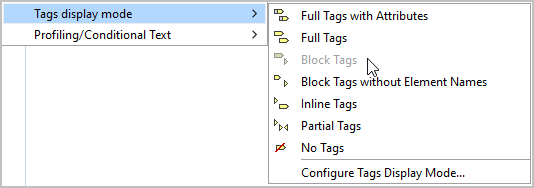 Tags display mode
Profiling/Conditional Text
Full Tags with Attributes
Full Tags
Block Tags
Block Tags without Element Names
Inline Tags
Partial Tags
No Tags
Configure Tags Display Mode...